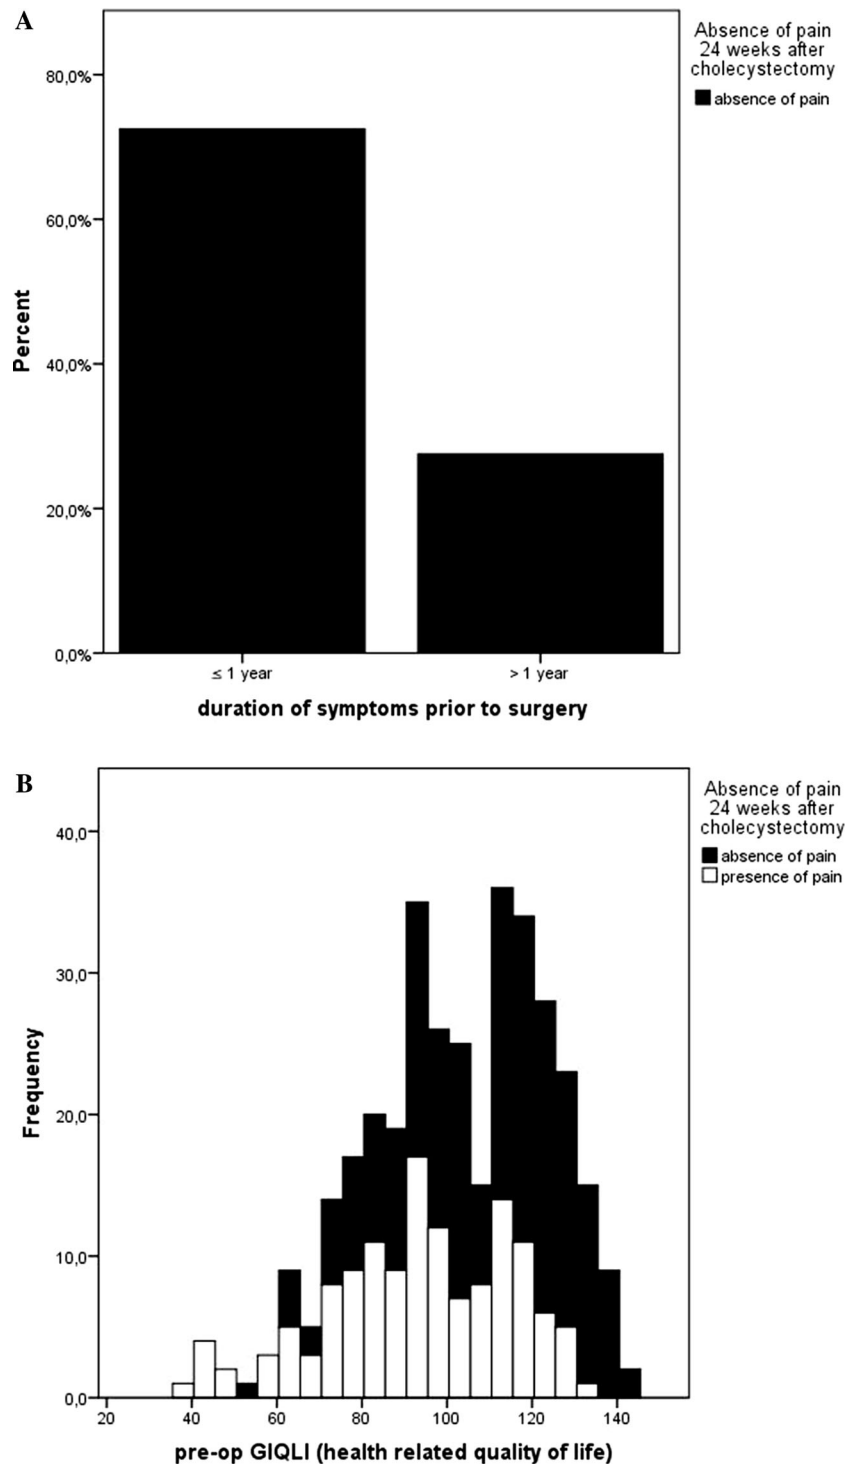 A
Absence of pain
24 weeks after
cholecystectomy
absence of pain
80,0%
60,0%
40,0%
20,0%
0,0%
Percent
≤ 1 year
> 1 year
duration of symptoms prior to surgery
B
Absence of pain
24 weeks after
cholecystectomy
absence of pain
presence of pain
40,0
30,0
20,0
10,0
0,0
Frequency
20 40 60 80 100 120 140
pre-op GIQLI (health related quality of life)